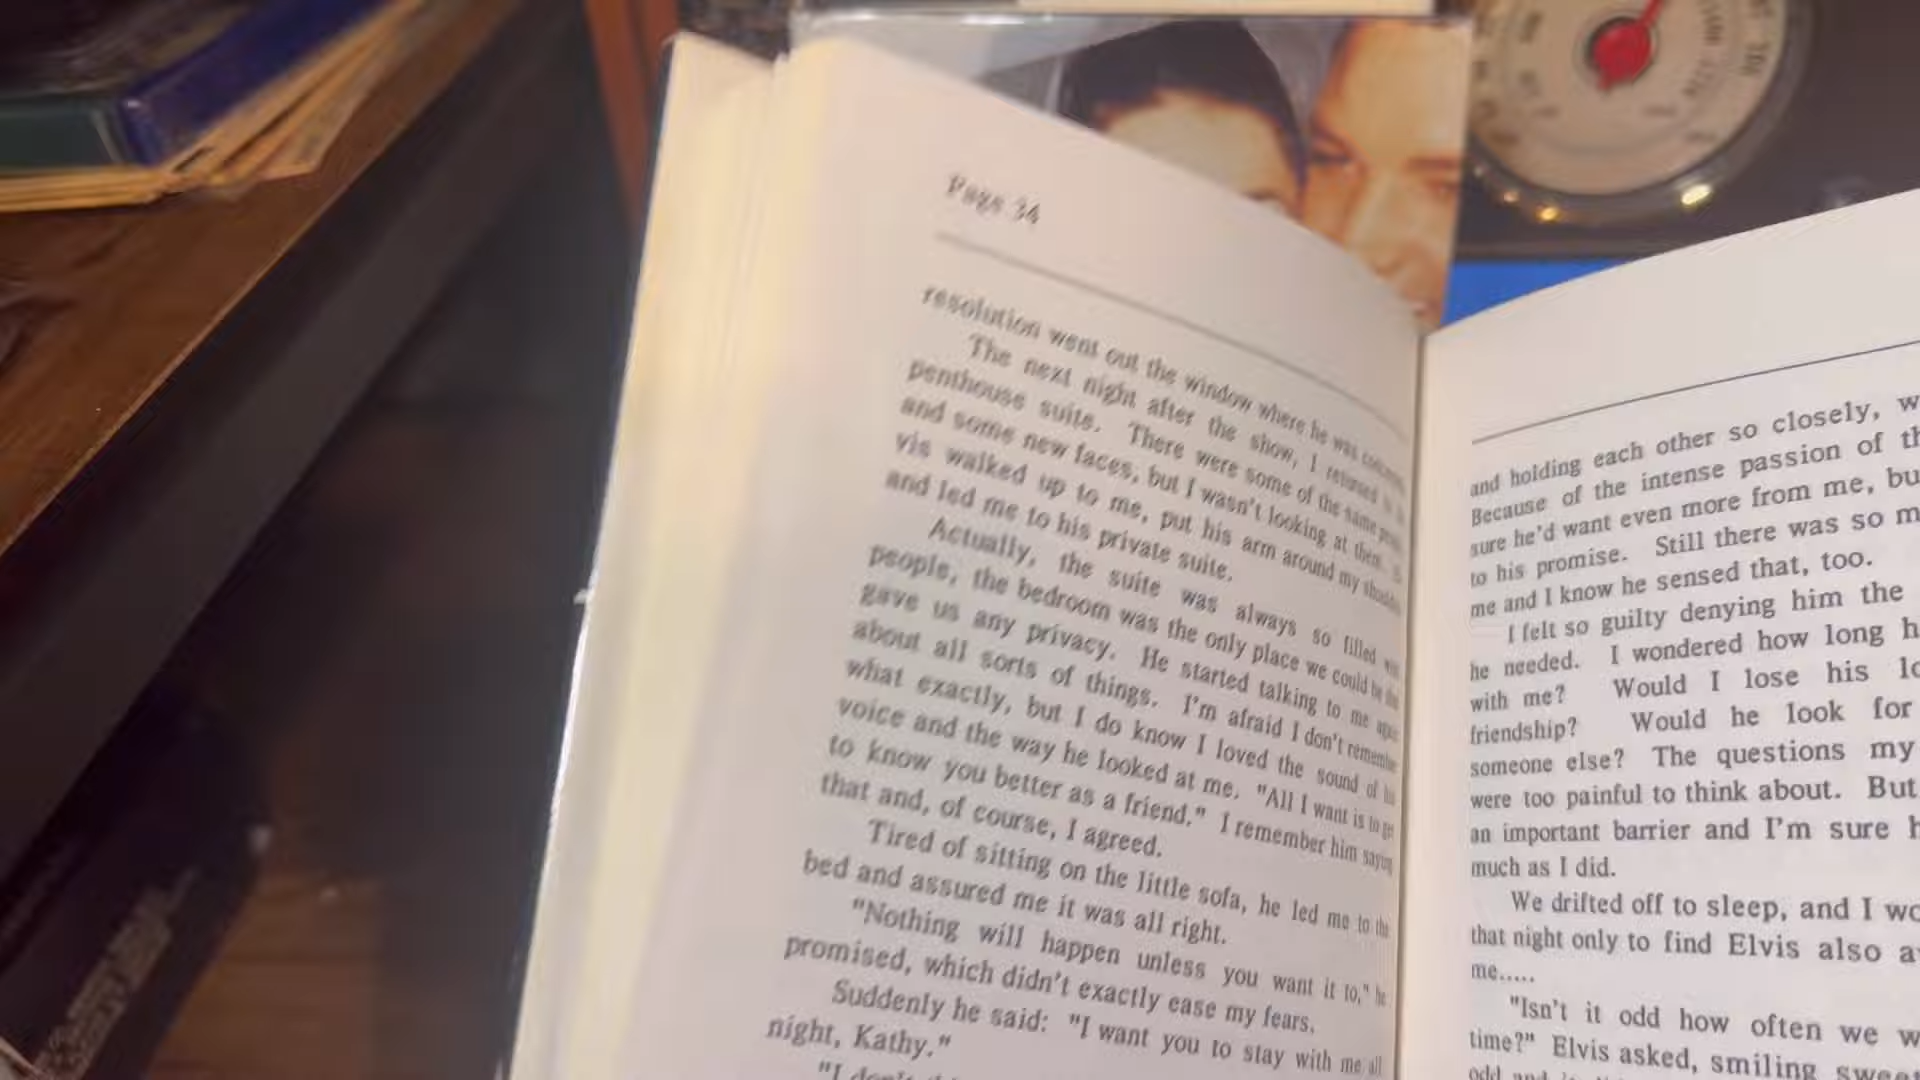 Page 34
resolution went out the window where he was
The next night after the show, I returned to
penthouse suite. There were some of the same
and some new faces, but I wasn't looking at them.
vis walked up to me, put his arm around my
and led me to his private suite.
Actually, the suite was always so filled
people, the bedroom was the only place we could be
gave us any privacy. He started talking to me
about all sorts of things. I'm afraid I don't remember
what exactly, but I do know I loved the sound of
voice and the way he looked at me. "All I want is to
to know you better as a friend." I remember him saying
that and, of course, I agreed.
Tired of sitting on the little sofa, he led me to the
bed and assured me it was all right.
"Nothing will happen unless you want it to," he
promised, which didn't exactly ease my fears.
Suddenly he said: "I want you to stay with me all
night, Kathy."
"I don't
and holding each other so closely, w
Because of the intense passion of th
sure he'd want even more from me, bu
to his promise. Still there was so m
me and I know he sensed that, too.
I felt so guilty denying him the
he needed. I wondered how long h
with me? Would I lose his lo
friendship? Would he look for
someone else? The questions my
were too painful to think about. But
an important barrier and I'm sure h
much as I did.
We drifted off to sleep, and I wo
that night only to find Elvis also a
me.....
"Isn't it odd how often we w
time?" Elvis asked, smiling sweet
odd and